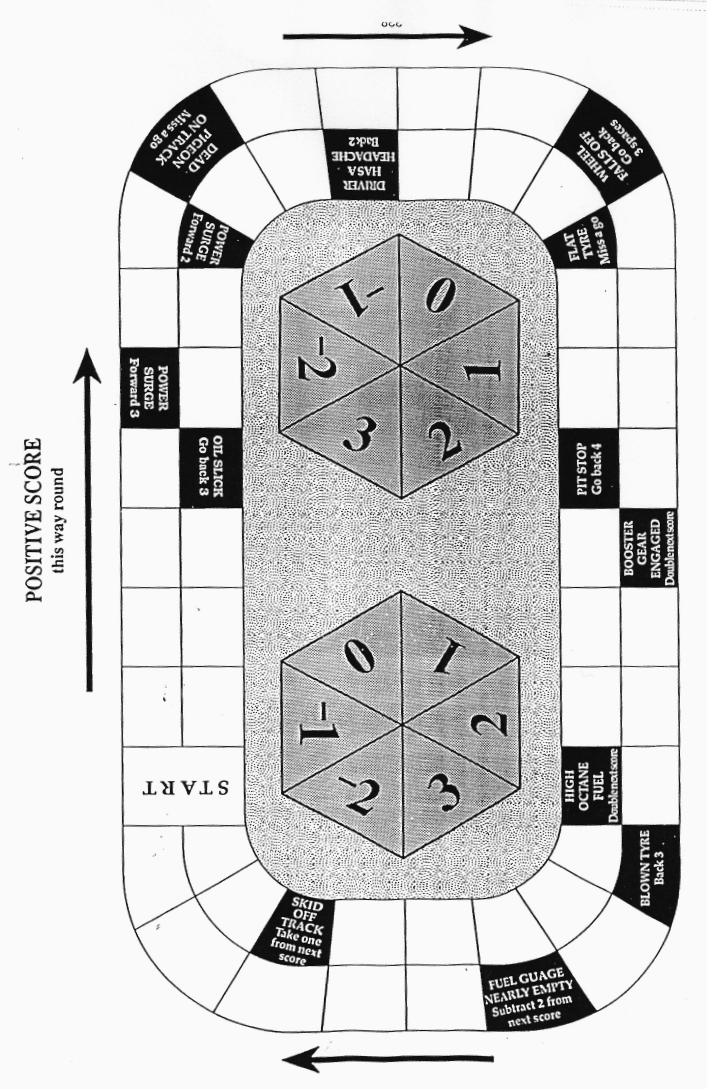 DEAD
PIGEON
ON TRACK
Miss a go
DRIVER
HAS A
HEADACHE
Back 2
WHEEL
FALLS OFF
Go back
3 spaces
POWER
SURGE
Forward 2
FLAT
TYRE
Miss a go
-1
0
-2
1
3
2
POWER
SURGE
Forward 3
OIL SLICK
Go back 3
PIT STOP
Go back 4
POSITIVE SCORE
this way round
BOOSTER
GEAR
ENGAGED
Double next score
0
1
-1
2
-2
3
START
HIGH
OCTANE
FUEL
Double next score
BLOWN TYRE
Back 3
SKID
OFF
TRACK
Take one
from next
score
FUEL GUAGE
NEARLY EMPTY
Subtract 2 from
next score